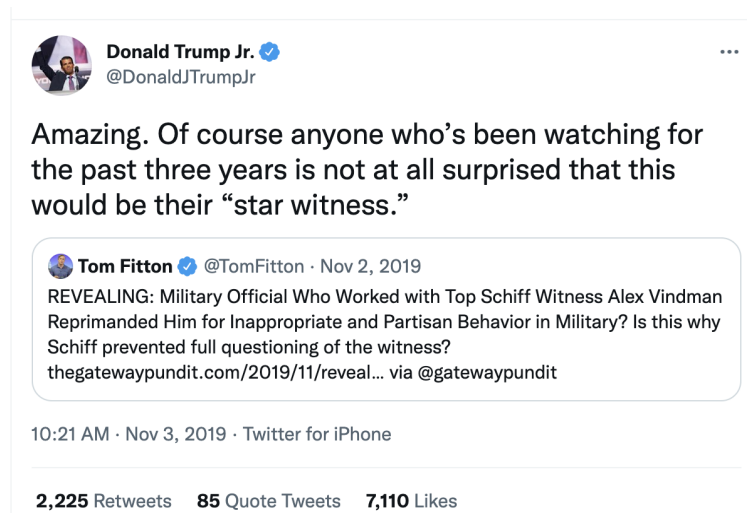 Donald Trump Jr.
@DonaldJTrumpJr
Amazing. Of course anyone who’s been watching for
the past three years is not at all surprised that this
would be their “star witness.”
Tom Fitton @TomFitton · Nov 2, 2019
REVEALING: Military Official Who Worked with Top Schiff Witness Alex Vindman
Reprimanded Him for Inappropriate and Partisan Behavior in Military? Is this why
Schiff prevented full questioning of the witness?
thegatewaypundit.com/2019/11/reveal... via @gatewaypundit
10:21 AM · Nov 3, 2019 · Twitter for iPhone
2,225 Retweets 85 Quote Tweets 7,110 Likes